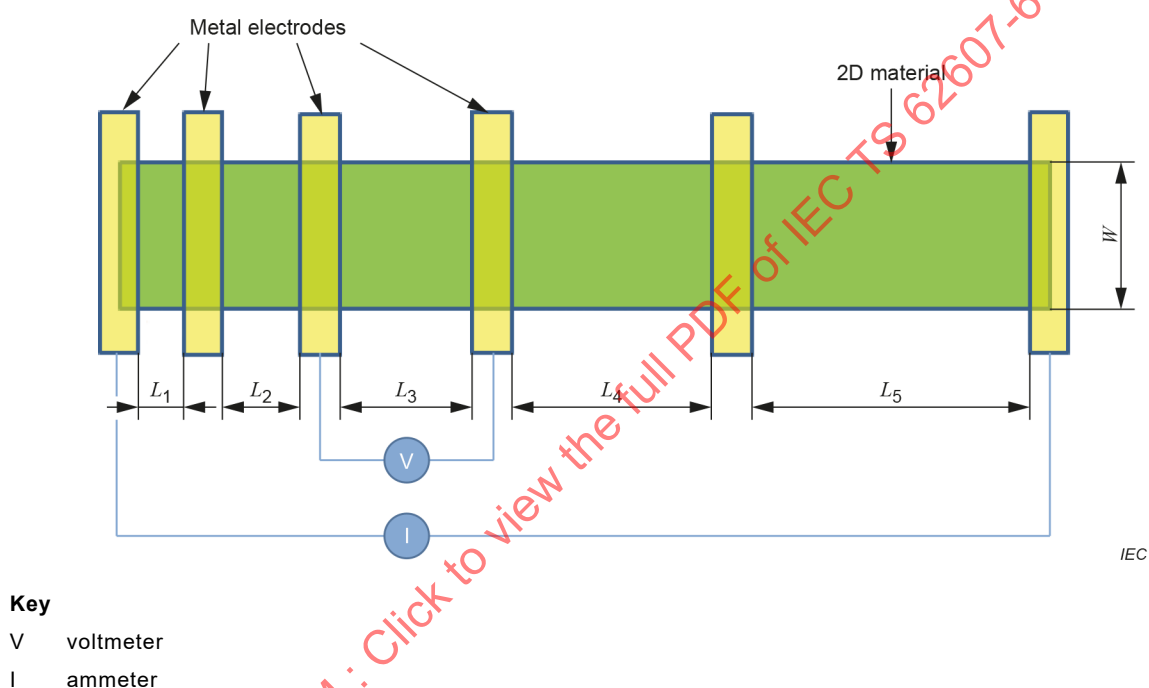 Metal electrodes
2D material
W
L1
L2
L3
L4
L5
V
I
IEC
Key
V voltmeter
I ammeter
: Click to view the full PDF of IEC TS 62607-6